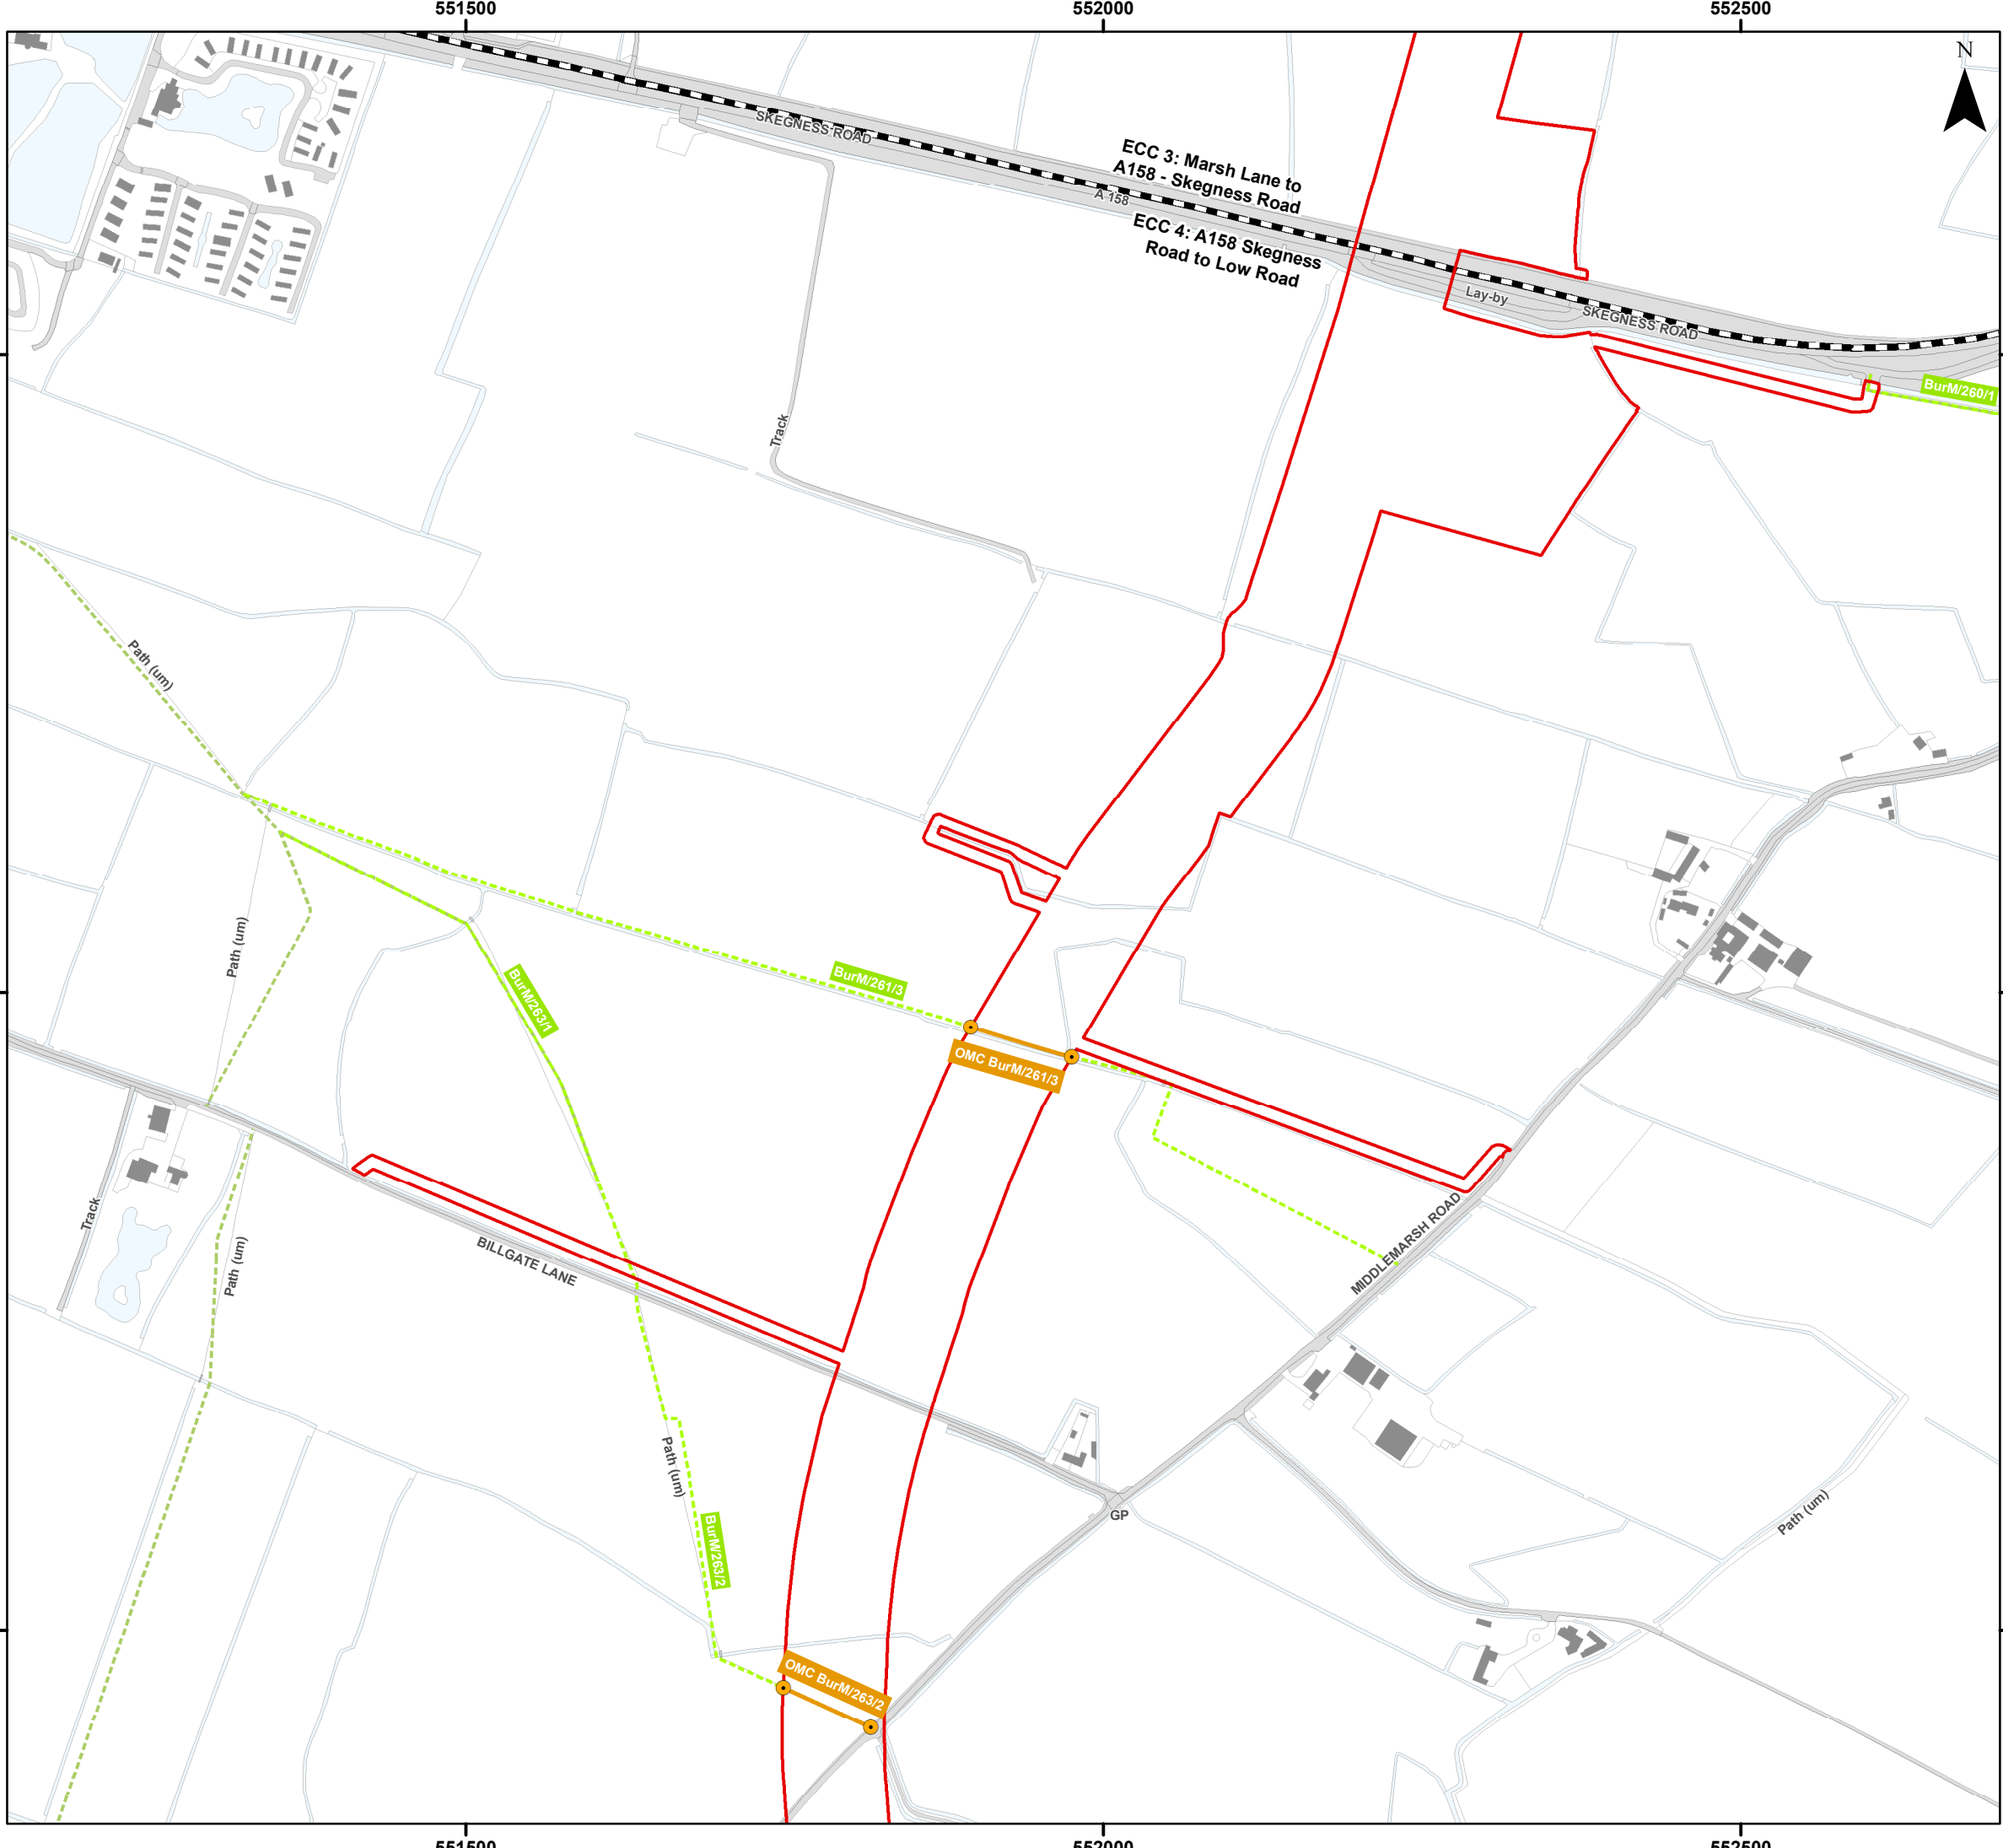 551500
552000
552500
N
SKEGNESS ROAD
ECC 3: Marsh Lane to
A158 - Skegness Road
A 158
ECC 4: A158 Skegness
Road to Low Road
Lay-by
SKEGNESS ROAD
BurM/260/1
Track
Path (um)
Path (um)
BurM/261/3
BurM/263/1
OMC BurM/261/3
Track
Path (um)
BILLGATE LANE
MIDDLEMARSH ROAD
Path (um)
GP
Path (um)
BurM/263/2
OMC BurM/263/2
551500
552000
552500